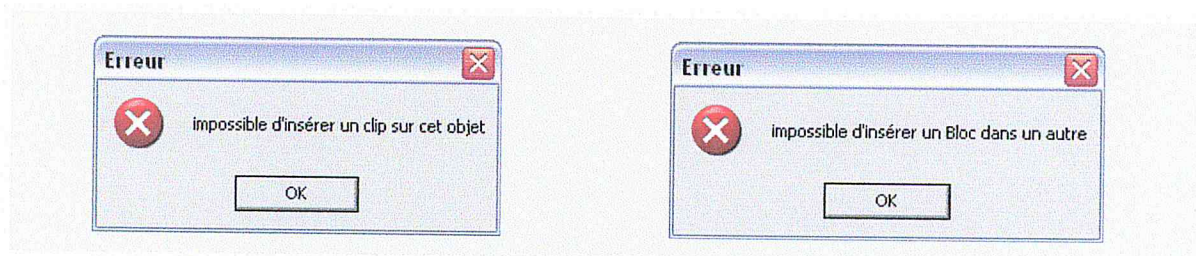 Erreur
impossible d'insérer un clip sur cet objet
OK
Erreur
impossible d'insérer un Bloc dans un autre
OK